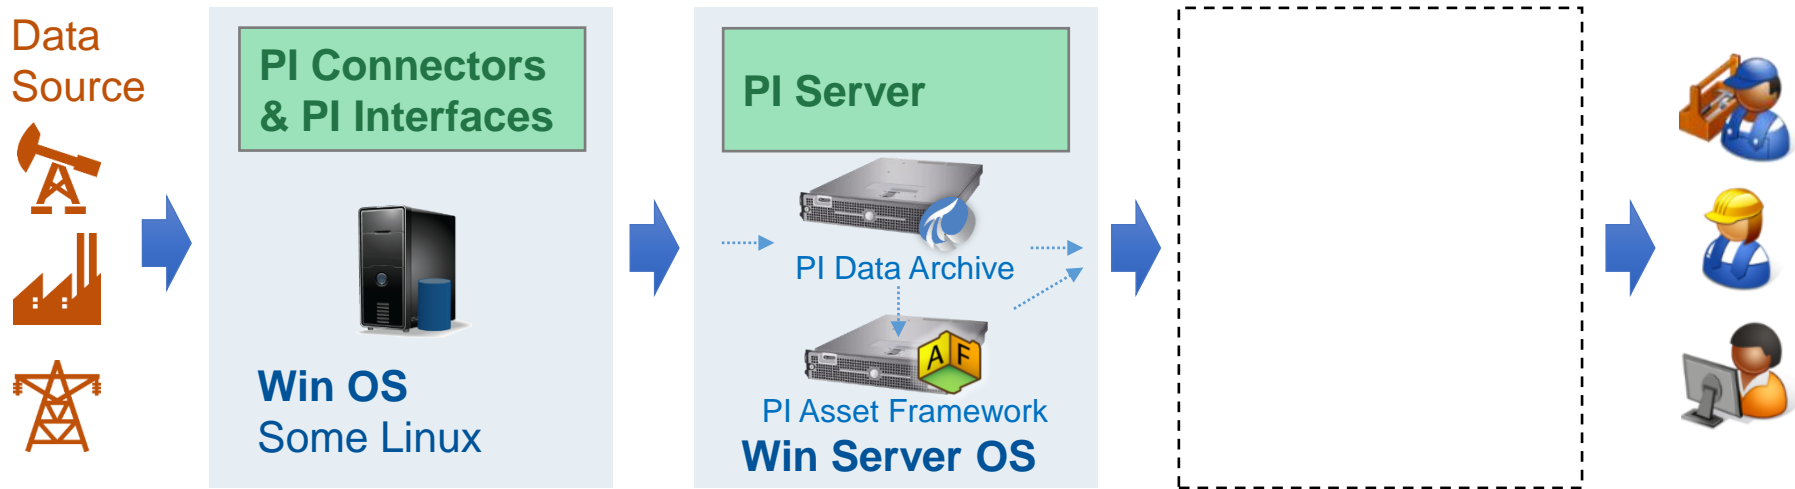 Data
Source
PI Connectors
& PI Interfaces
Win OS
Some Linux
PI Server
PI Data Archive
A F
PI Asset Framework
Win Server OS